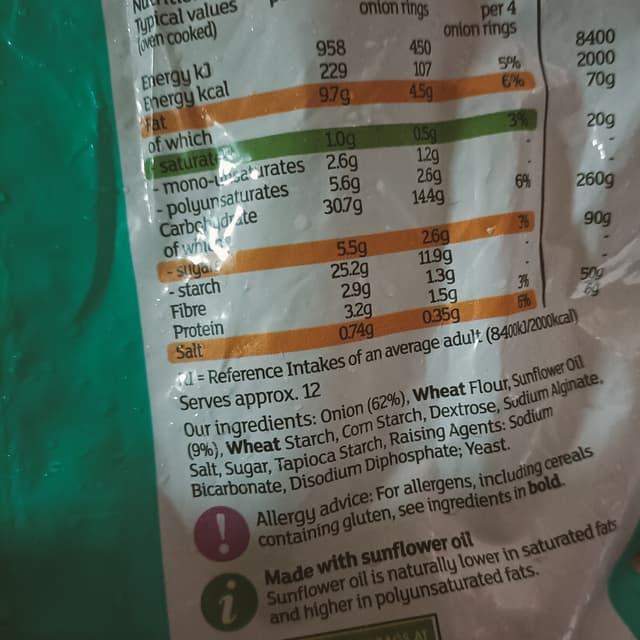 Typical values onion rings per 4
(oven cooked) onion rings
Energy kJ 958 450 8400
Energy kcal 229 107 5% 2000
Fat 9.7g 4.5g 6% 70g
of which
- saturates 1.0g 0.5g 3% 20g
- mono-unsaturates 2.6g 1.2g - -
- polyunsaturates 5.6g 2.6g - -
Carbohydrate 30.7g 14.4g 6% 260g
of which
- sugars 5.5g 2.6g 3% 90g
- starch 25.2g 11.9g - -
Fibre 2.9g 1.3g - -
Protein 3.2g 1.5g 3% 50g
Salt 0.74g 0.35g 6% 6g
= Reference Intakes of an average adult (8400kJ/2000kcal)
Serves approx. 12
Our ingredients: Onion (62%), Wheat Flour, Sunflower Oil
(9%), Wheat Starch, Corn Starch, Dextrose, Sodium Alginate,
Salt, Sugar, Tapioca Starch, Raising Agents: Sodium
Bicarbonate, Disodium Diphosphate; Yeast.
! Allergy advice: For allergens, including cereals
containing gluten, see ingredients in bold.
i Made with sunflower oil
Sunflower oil is naturally lower in saturated fats
and higher in polyunsaturated fats.